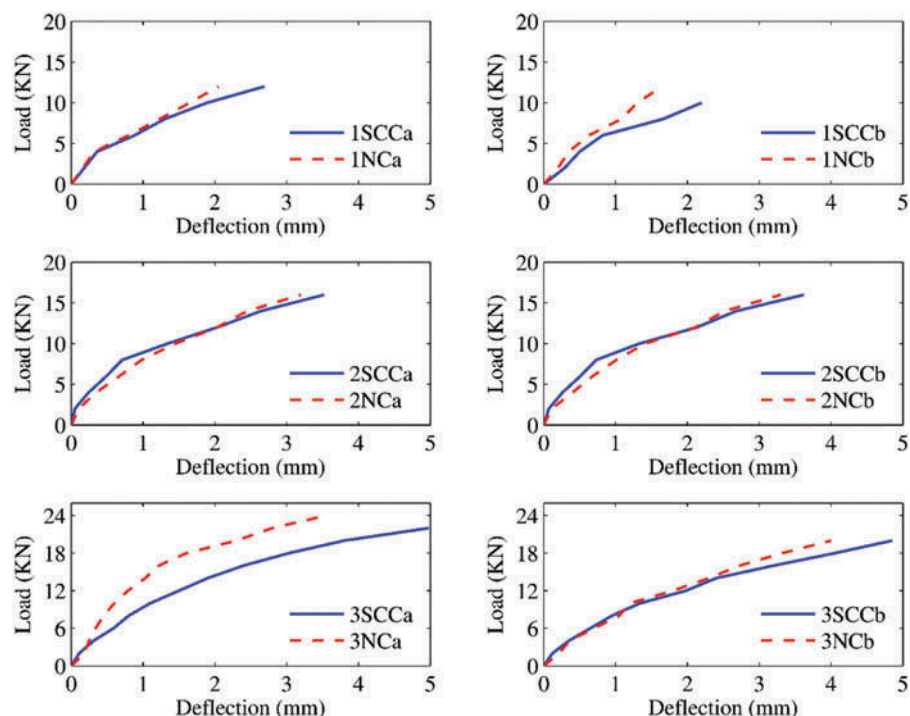 20
15
10
5
0
Load (KN)
1SCCa
1NCa
0 1 2 3 4 5
Deflection (mm)
20
15
10
5
0
Load (KN)
1SCCb
1NCb
0 1 2 3 4 5
Deflection (mm)
20
15
10
5
0
Load (KN)
2SCCa
2NCa
0 1 2 3 4 5
Deflection (mm)
20
15
10
5
0
Load (KN)
2SCCb
2NCb
0 1 2 3 4 5
Deflection (mm)
24
18
12
6
0
Load (KN)
3SCCa
3NCa
0 1 2 3 4 5
Deflection (mm)
24
18
12
6
0
Load (KN)
3SCCb
3NCb
0 1 2 3 4 5
Deflection (mm)